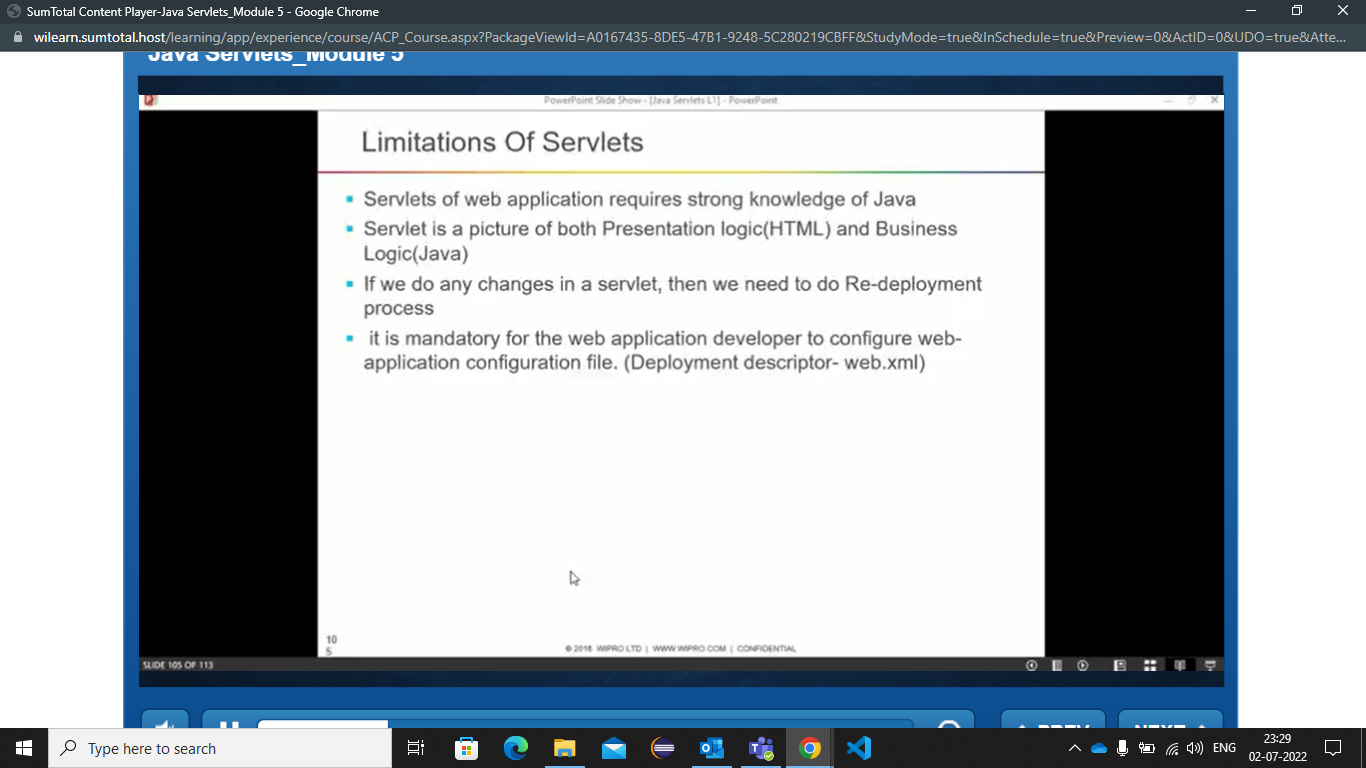 SumTotal Content Player-Java Servlets_Module 5 - Google Chrome
wilearn.sumtotal.host/learning/app/experience/course/ACP_Course.aspx?PackageViewId=A0167435-8DE5-47B1-9248-5C280219CBFF&StudyMode=true&InSchedule=true&Preview=0&ActID=0&UDO=true&Atte...
Java Servlets_Module 5
PowerPoint Slide Show - [Java Servlets L1] - PowerPoint
Limitations Of Servlets
▪ Servlets of web application requires strong knowledge of Java
▪ Servlet is a picture of both Presentation logic(HTML) and Business
Logic(Java)
▪ If we do any changes in a servlet, then we need to do Re-deployment
process
▪ it is mandatory for the web application developer to configure web-
application configuration file. (Deployment descriptor- web.xml)
10
5
© 2016 WIPRO LTD | WWW.WIPRO.COM | CONFIDENTIAL
SLIDE 105 OF 113
PREV
NEXT
Type here to search
ENG
23:29
02-07-2022